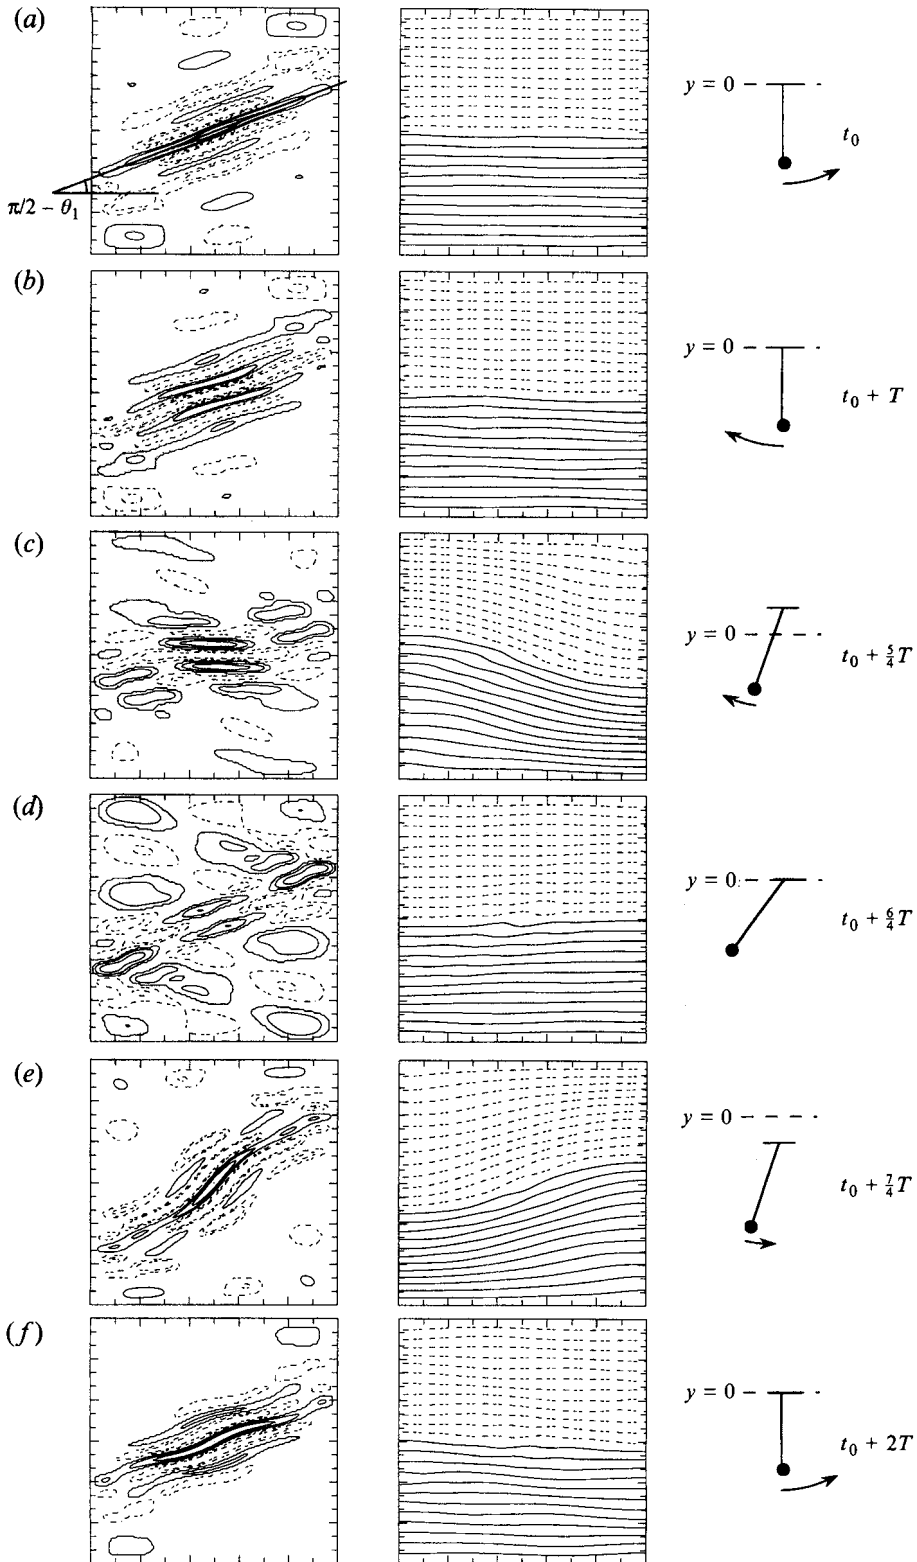 (a)
π/2 − θ₁
y = 0
t₀
(b)
y = 0
t₀ + T
(c)
y = 0
t₀ + 5/4 T
(d)
y = 0
t₀ + 6/4 T
(e)
y = 0
t₀ + 7/4 T
(f)
y = 0
t₀ + 2T